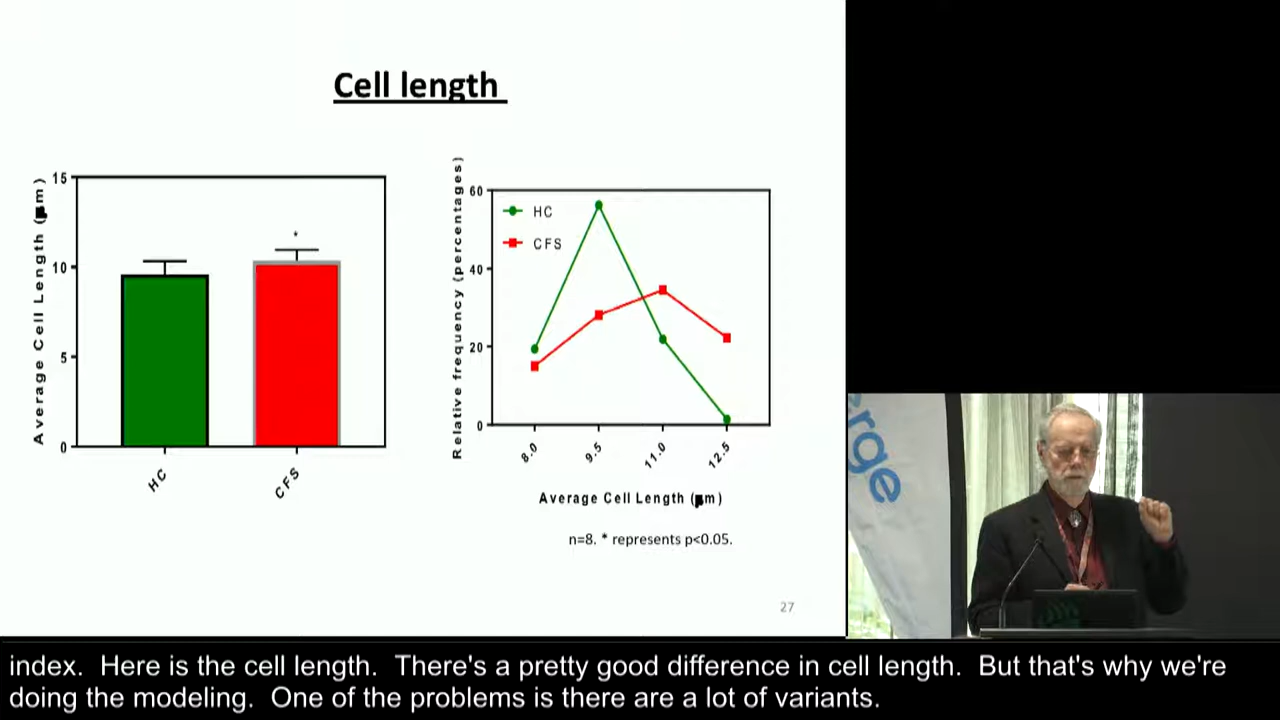 Cell length
Average Cell Length (µm)
15
10
5
0
*
HC
CFS
Relative frequency (percentages)
60
40
20
0
HC
CFS
8.0
9.5
11.0
12.5
Average Cell Length (µm)
n=8. * represents p<0.05.
27
erge
index. Here is the cell length. There's a pretty good difference in cell length. But that's why we're
doing the modeling. One of the problems is there are a lot of variants.